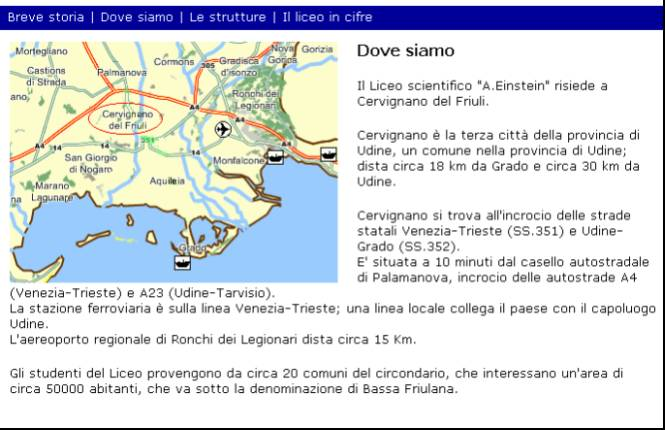 Breve storia | Dove siamo | Le strutture | Il liceo in cifre
Mortegliano
Castions
di Strada
Palmanova
Cormons
305
Gradisca
d'Isonzo
Nova
Gorica
Gorizia
Ronchi dei
Legionari
A4
Cervignano
del Friuli
351
A4
14
San Giorgio
di Nogaro
14
Monfalcone
Marano
Lagunare
Aquileia
Grado
Dove siamo
Il Liceo scientifico "A.Einstein" risiede a
Cervignano del Friuli.
Cervignano è la terza città della provincia di
Udine, un comune nella provincia di Udine;
dista circa 18 km da Grado e circa 30 km da
Udine.
Cervignano si trova all'incrocio delle strade
statali Venezia-Trieste (SS.351) e Udine-
Grado (SS.352).
E' situata a 10 minuti dal casello autostradale
di Palamanova, incrocio delle autostrade A4
(Venezia-Trieste) e A23 (Udine-Tarvisio).
La stazione ferroviaria è sulla linea Venezia-Trieste; una linea locale collega il paese con il capoluogo
Udine.
L'aereoporto regionale di Ronchi dei Legionari dista circa 15 Km.
Gli studenti del Liceo provengono da circa 20 comuni del circondario, che interessano un'area di
circa 50000 abitanti, che va sotto la denominazione di Bassa Friulana.